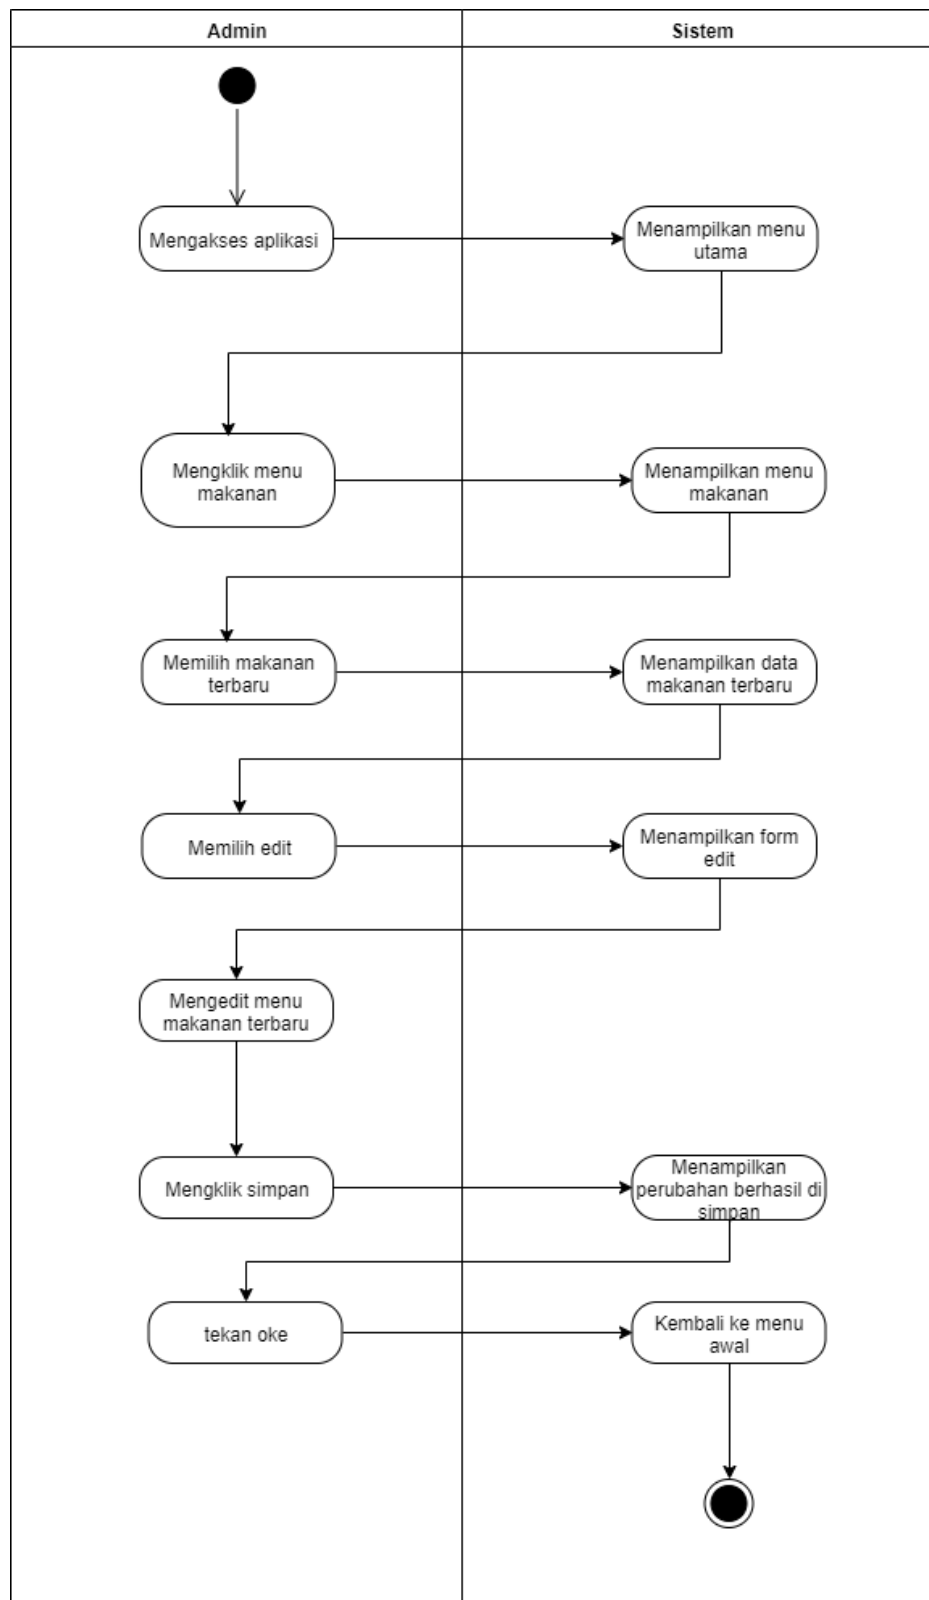 Admin
Sistem
Mengakses aplikasi
Menampilkan menu
utama
Mengklik menu
makanan
Menampilkan menu
makanan
Memilih makanan
terbaru
Menampilkan data
makanan terbaru
Memilih edit
Menampilkan form
edit
Mengedit menu
makanan terbaru
Mengklik simpan
Menampilkan
perubahan berhasil di
simpan
tekan oke
Kembali ke menu
awal